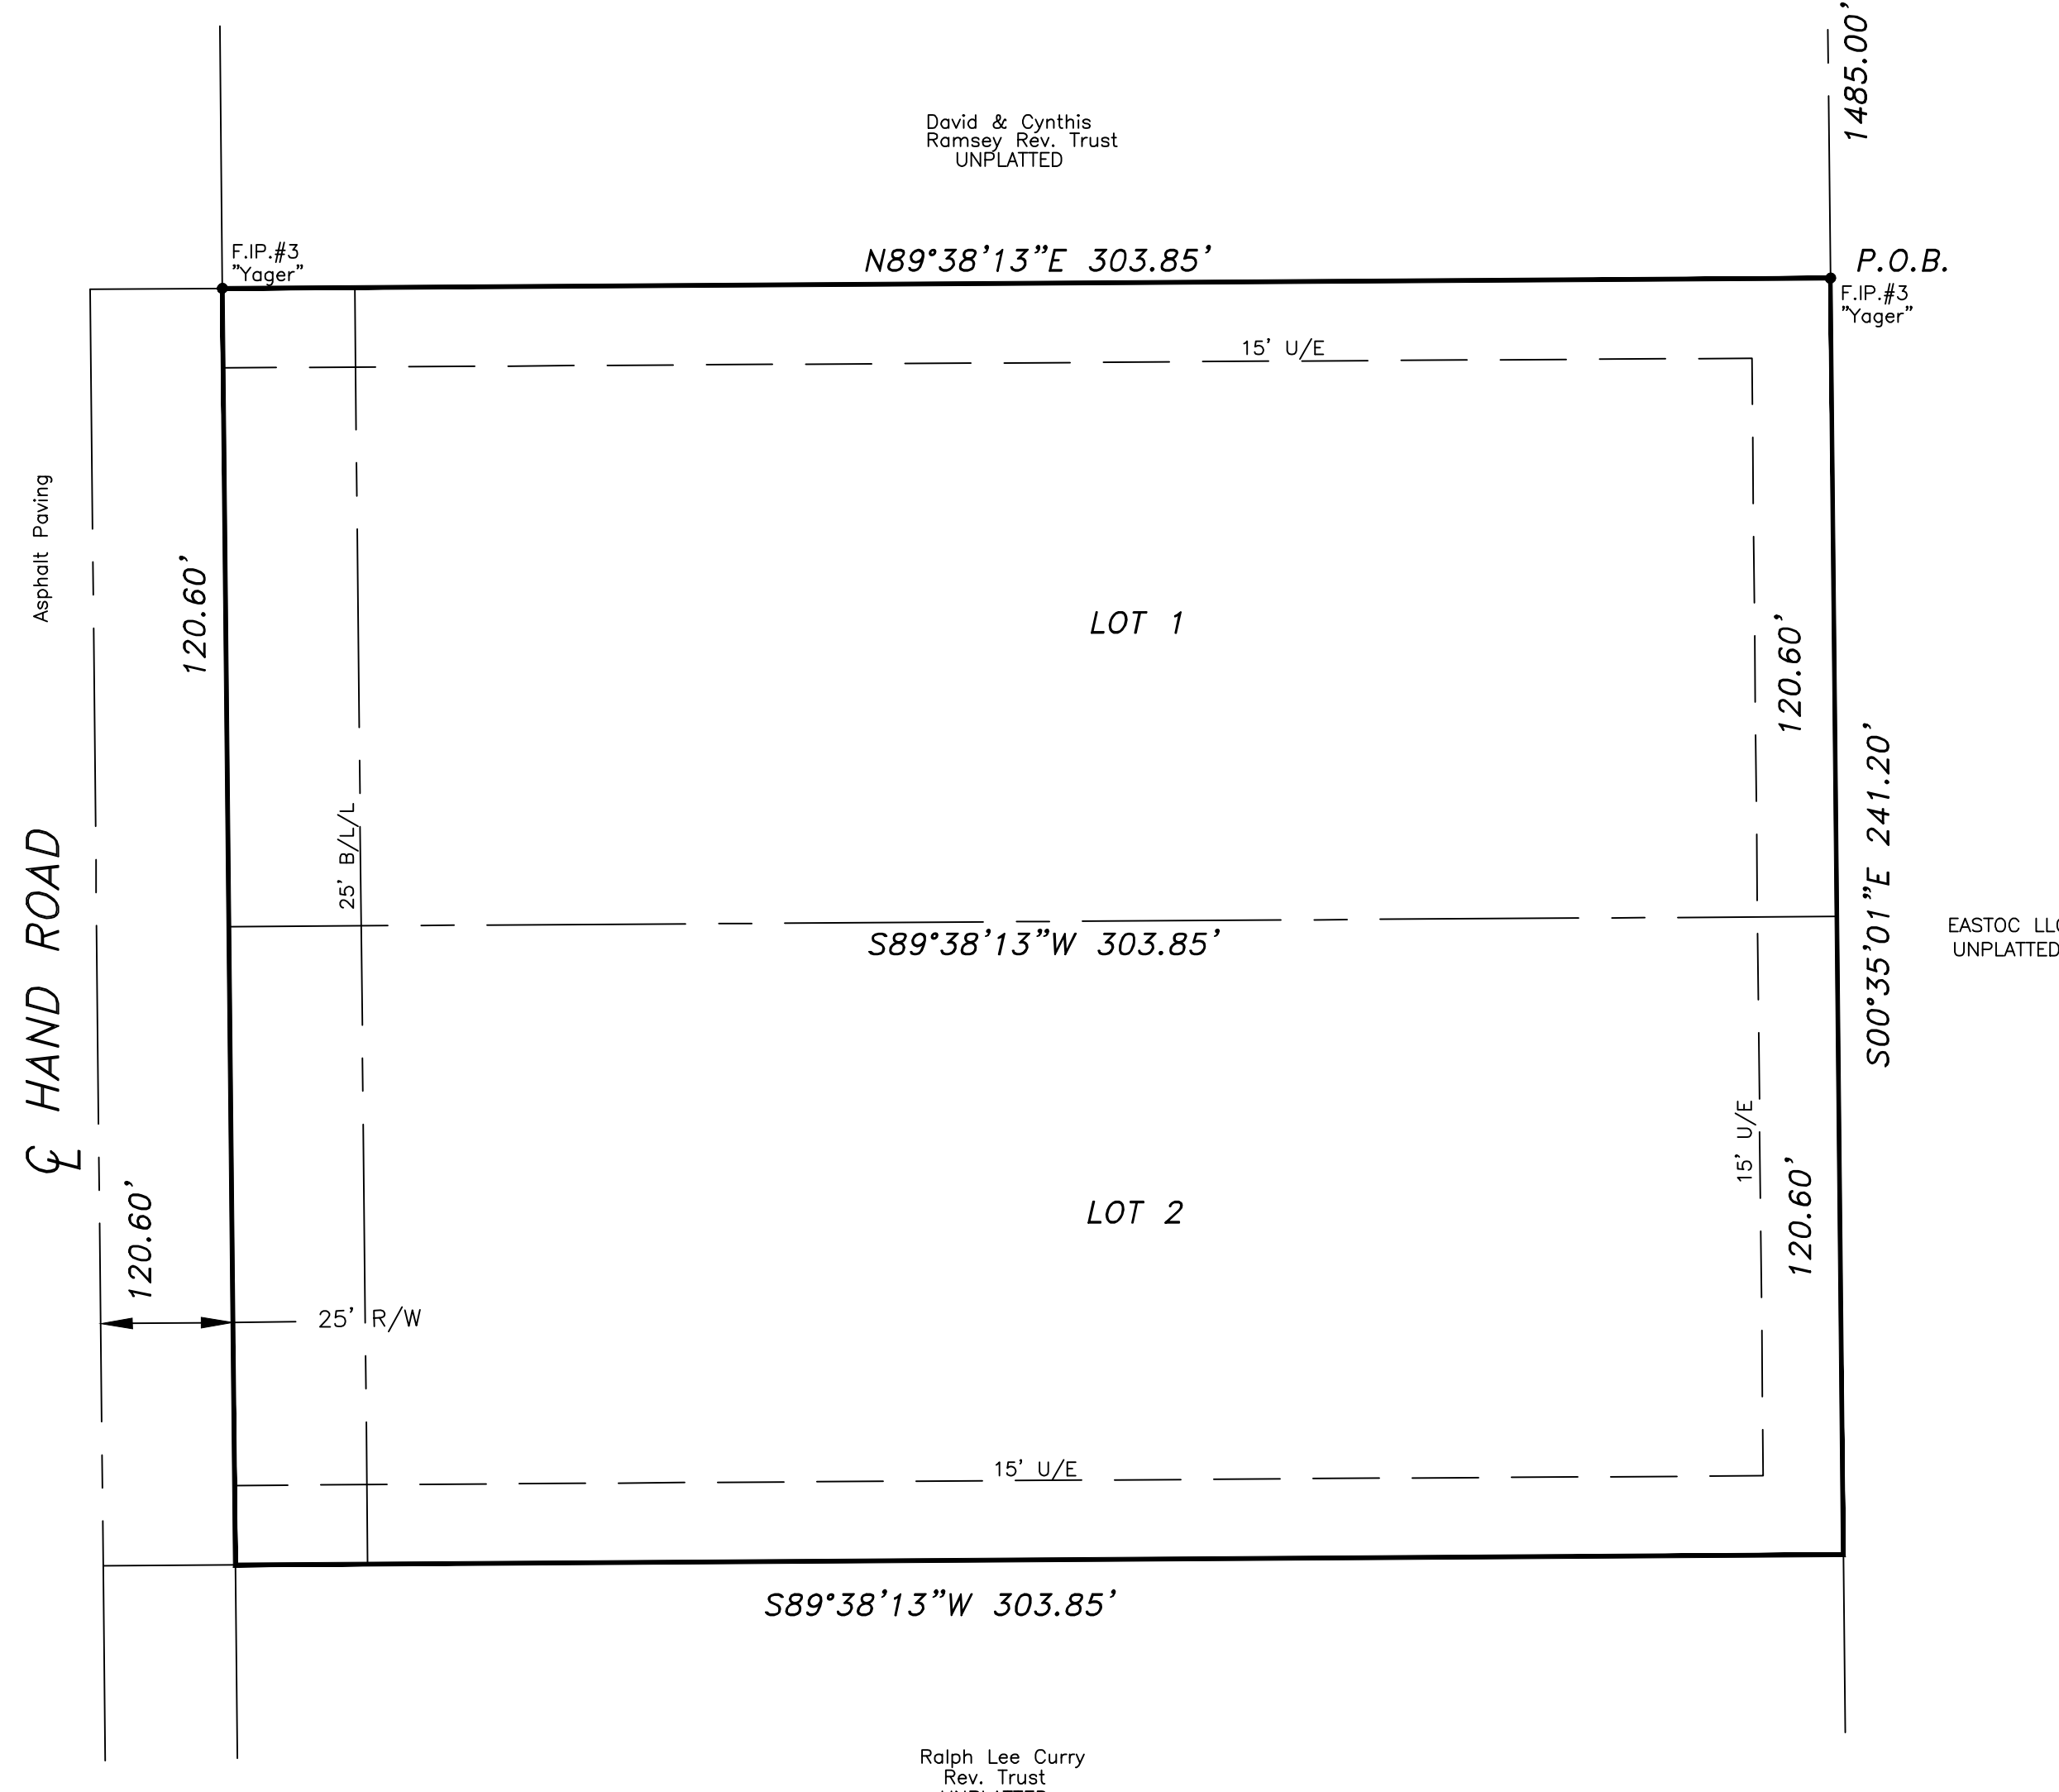 1485.00'
David & Cynthis
Ramsey Rev. Trust
UNPLATTED
F.IP.#3
"Yager"
N89°38'13"E 303.85'
P.O.B.
F.IP.#3
"Yager"
15' U/E
Asphalt Paving
120.60'
LOT 1
120.60'
25' B/L/L
S00°35'01"E 241.20'
EASTOC LLC
UNPLATTED
S89°38'13"W 303.85'
℄ HAND ROAD
15' U/E
120.60'
LOT 2
120.60'
25' R/W
15' U/E
S89°38'13"W 303.85'
Ralph Lee Curry
Rev. Trust
UNPLATTED